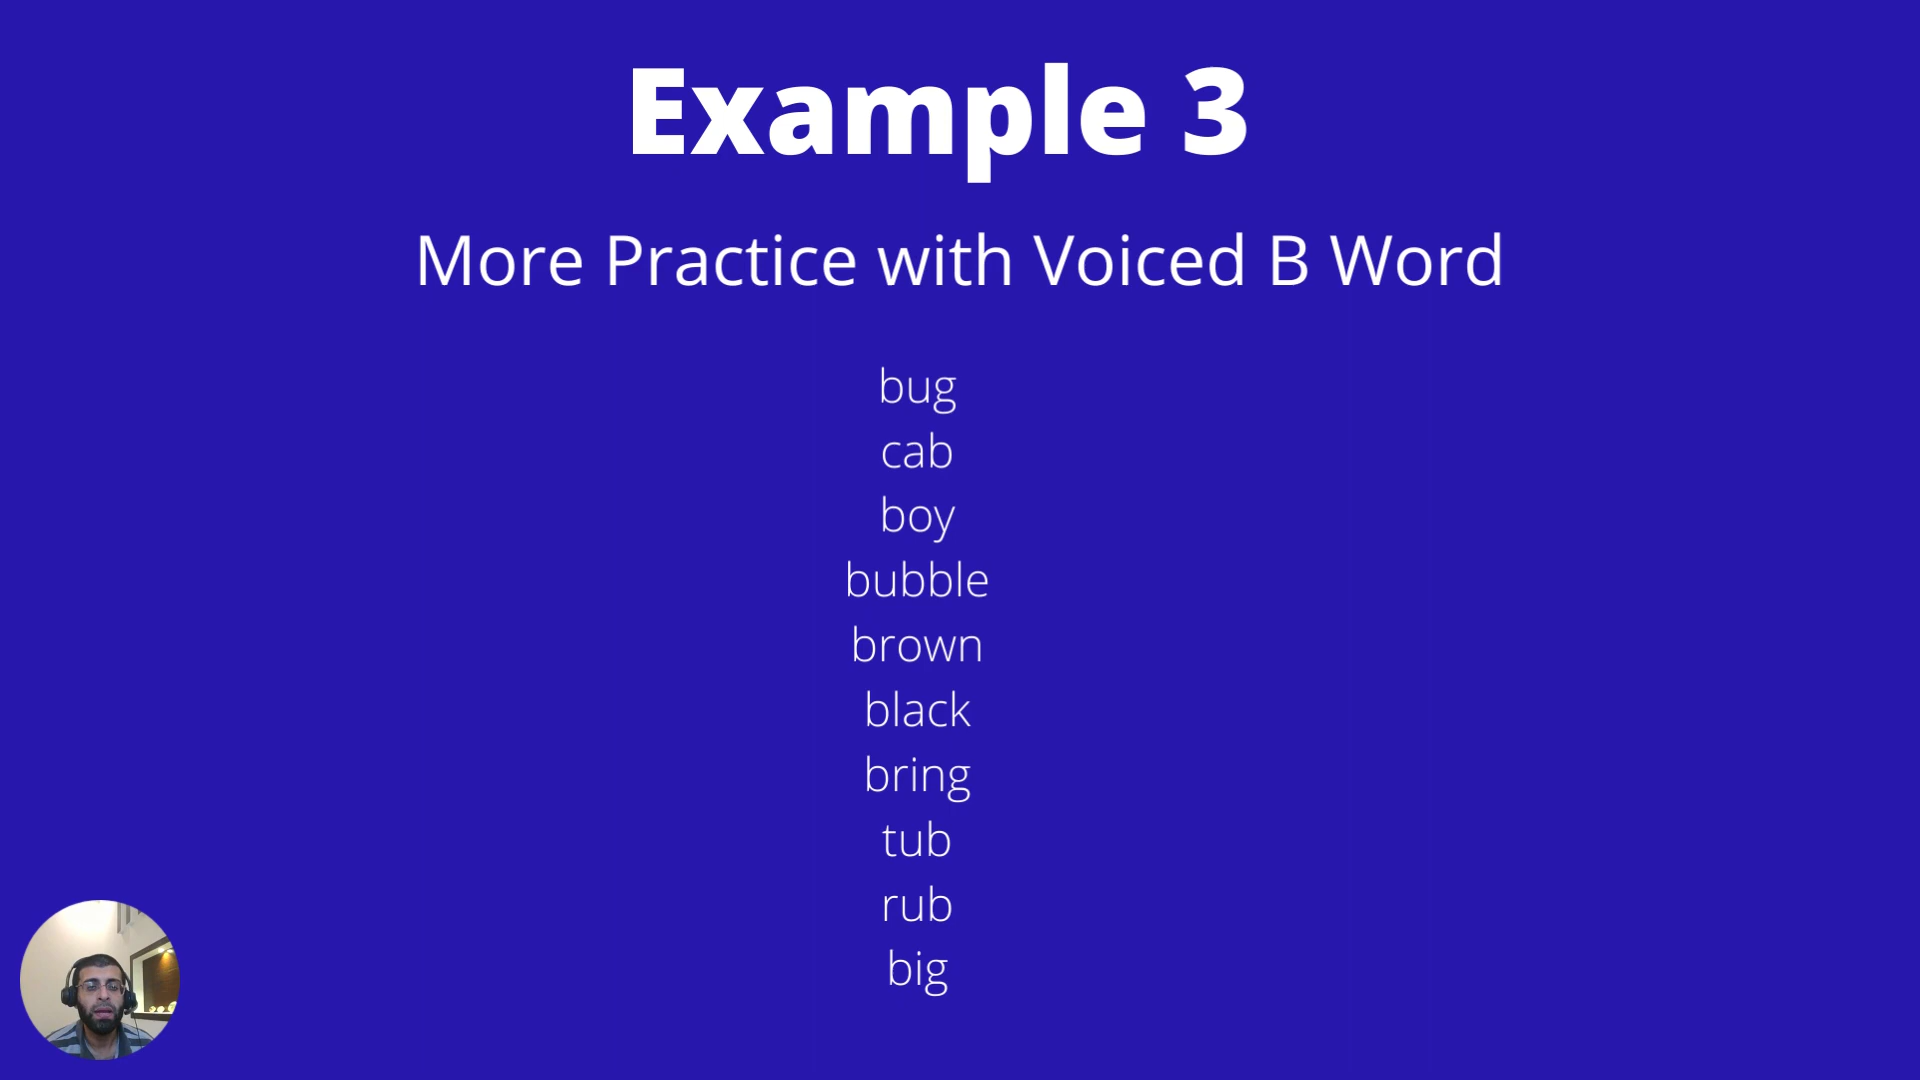 Example 3
More Practice with Voiced B Word
bug
cab
boy
bubble
brown
black
bring
tub
rub
big